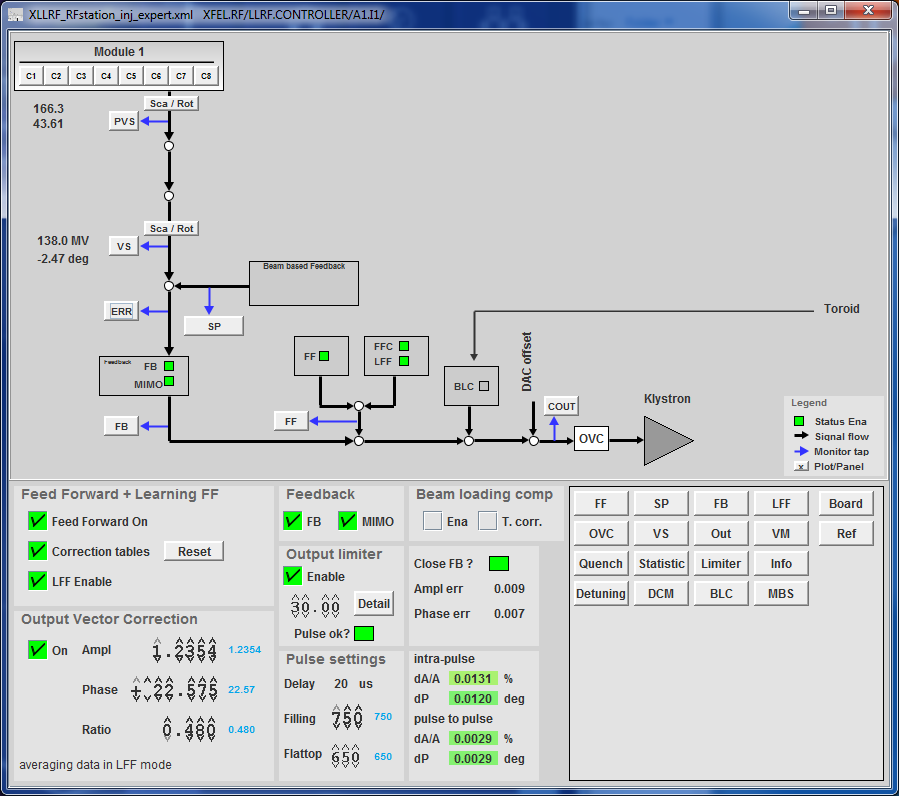 XLLRF_RFstation_inj_expert.xml XFEL.RF/LLRF.CONTROLLER/A1.I1/
Module 1
C1 C2 C3 C4 C5 C6 C7 C8
Sca / Rot
166.3
43.61
PVS
Sca / Rot
138.0 MV
-2.47 deg
VS
Beam based Feedback
ERR
SP
Toroid
DAC offset
FF
FFC
LFF
Feedback
FB
MIMO
BLC
Klystron
COUT
FB
FF
OVC
Legend
Status Ena
Signal flow
Monitor tap
x Plot/Panel
Feed Forward + Learning FF
Feed Forward On
Correction tables Reset
LFF Enable
Output Vector Correction
On Ampl 1.2354 1.2354
Phase +.22.575 22.57
Ratio 0.480 0.480
averaging data in LFF mode
Feedback
FB MIMO
Output limiter
Enable
30.00 Detail
Pulse ok?
Pulse settings
Delay 20 us
Filling 750 750
Flattop 650 650
Beam loading comp
Ena T. corr.
Close FB ?
Ampl err 0.009
Phase err 0.007
intra-pulse
dA/A 0.0131 %
dP 0.0120 deg
pulse to pulse
dA/A 0.0029 %
dP 0.0029 deg
FF SP FB LFF Board
OVC VS Out VM Ref
Quench Statistic Limiter Info
Detuning DCM BLC MBS